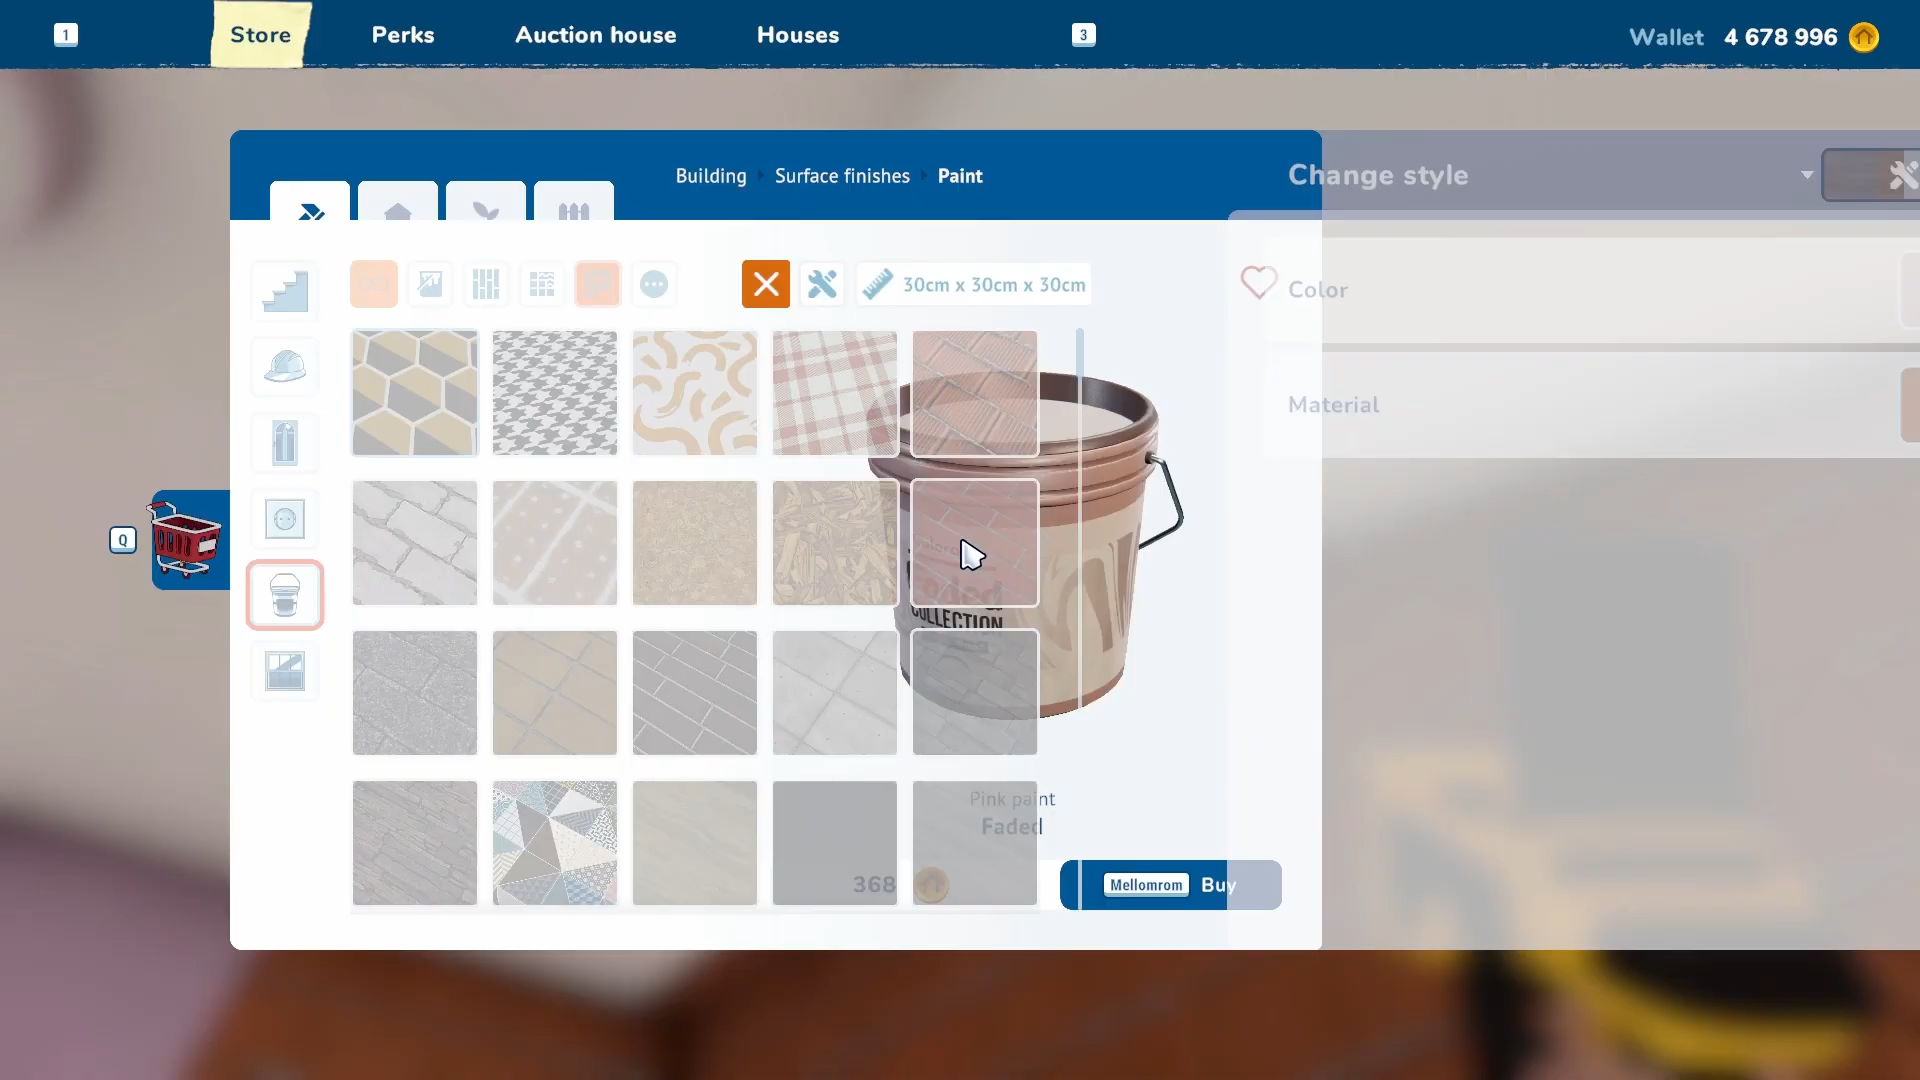 1
Store
Perks
Auction house
Houses
3
Wallet 4 678 996
Building
Surface finishes
Paint
Change style
30cm x 30cm x 30cm
Color
Material
Q
COLLECTION
Pink paint
Faded
368
Mellomrom
Buy